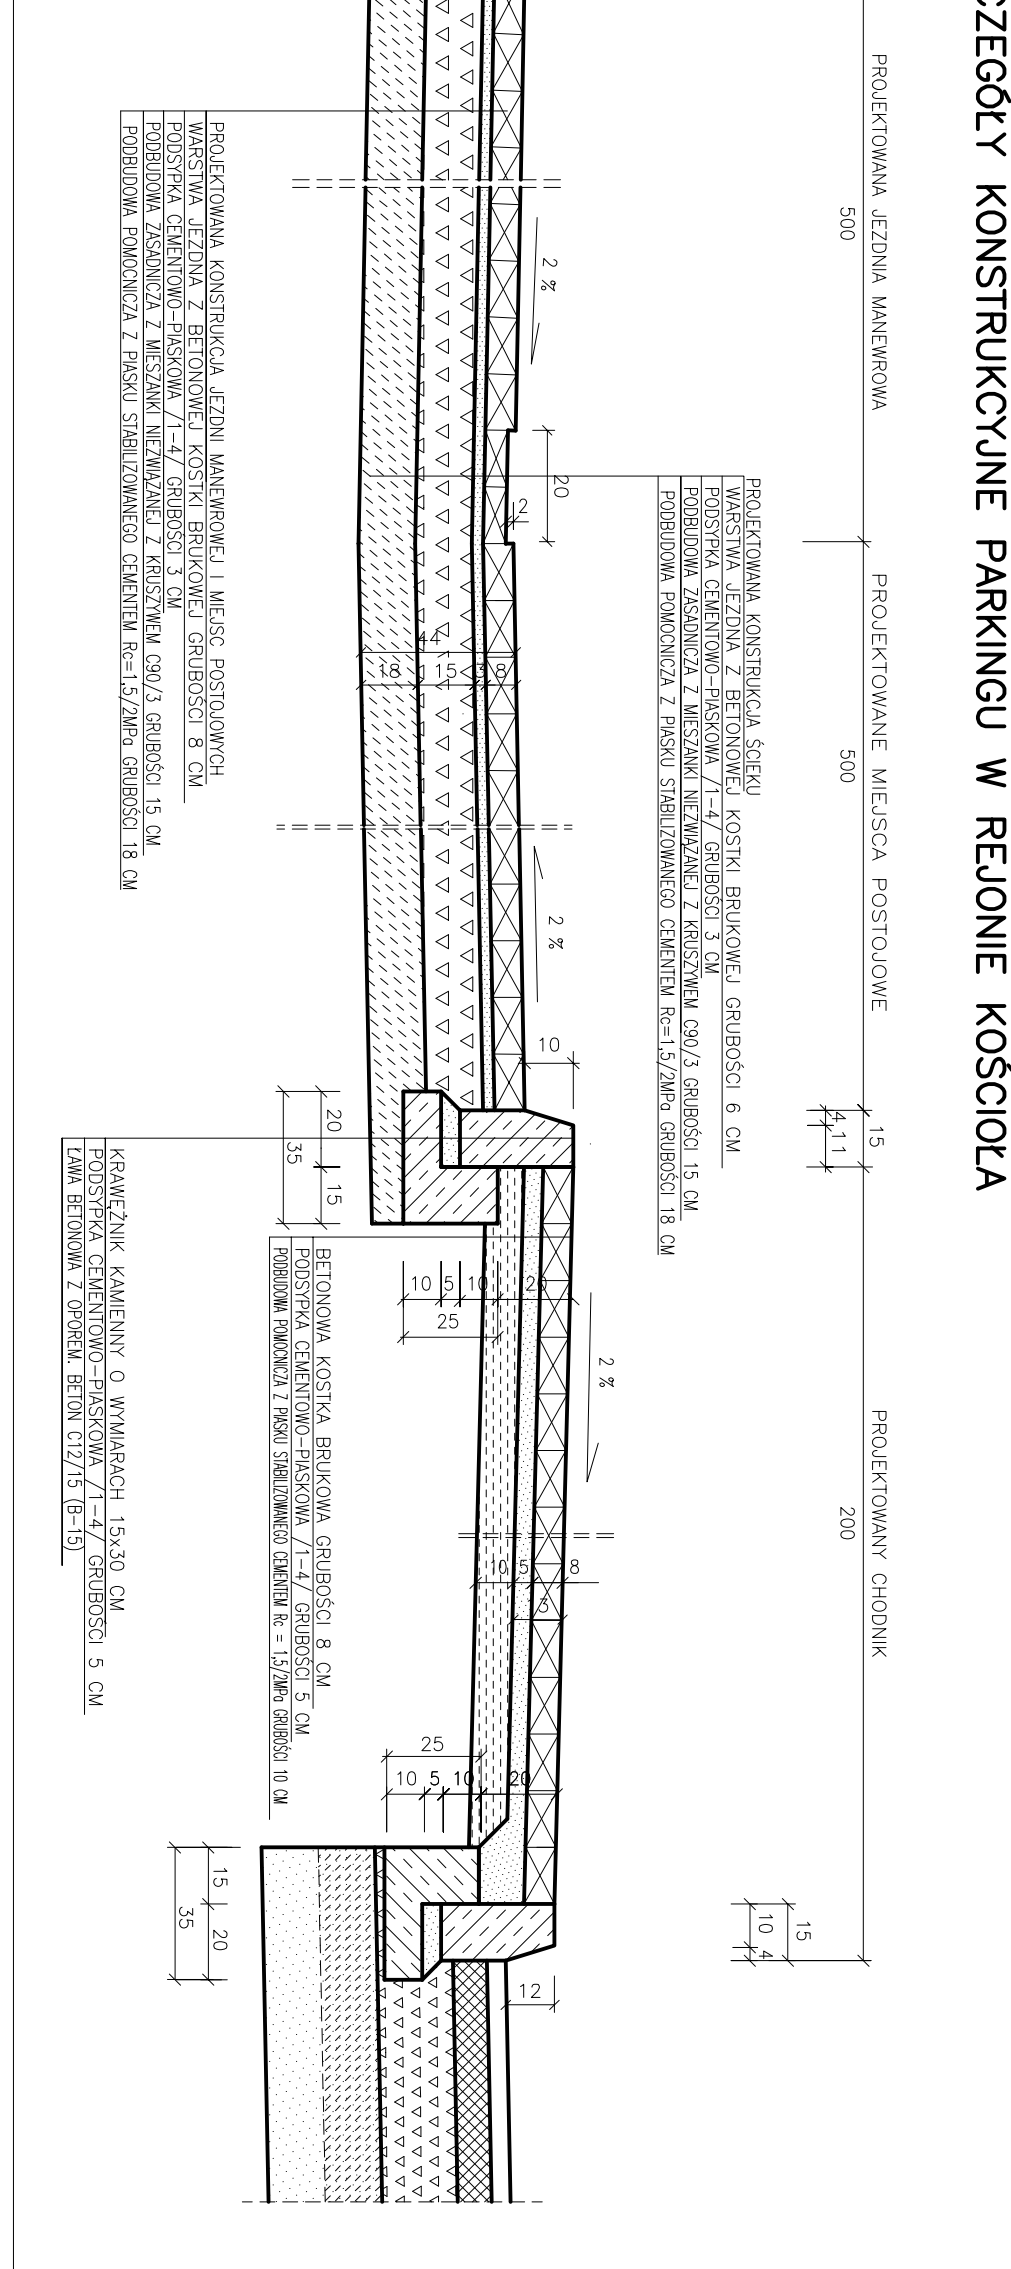 CZEGÓŁY KONSTRUKCYJNE PARKINGU W REJONIE KOŚCIOŁA
PROJEKTOWANA JEZDNIA MANEWROWA
PROJEKTOWANE MIEJSCA POSTOJOWE
15
PROJEKTOWANY CHODNIK
500
500
4
11
200
15
10
4
PROJEKTOWANA KONSTRUKCJA ŚCIEKU
WARSTWA JEZDNA Z BETONOWEJ KOSTKI BRUKOWEJ GRUBOŚCI 6 CM
PODSYPKA CEMENTOWO-PIASKOWA /1-4/ GRUBOŚCI 3 CM
PODBUDOWA ZASADNICZA Z MIESZANKI NIEZWIĄZANEJ Z KRUSZYWEM C90/3 GRUBOŚCI 15 CM
PODBUDOWA POMOCNICZA Z PIASKU STABILIZOWANEGO CEMENTEM Rc=1,5/2MPa GRUBOŚCI 18 CM
2 %
20
2
2 %
10
2 %
44
18
15
3
8
10
5
10
20
25
10
5
8
3
25
10
5
10
20
12
20
15
35
15
20
35
BETONOWA KOSTKA BRUKOWA GRUBOŚCI 8 CM
PODSYPKA CEMENTOWO-PIASKOWA /1-4/ GRUBOŚCI 5 CM
PODBUDOWA POMOCNICZA Z PIASKU STABILIZOWANEGO CEMENTEM Rc = 1,5/2MPa GRUBOŚCI 10 CM
PROJEKTOWANA KONSTRUKCJA JEZDNI MANEWROWEJ I MIEJSC POSTOJOWYCH
WARSTWA JEZDNA Z BETONOWEJ KOSTKI BRUKOWEJ GRUBOŚCI 8 CM
PODSYPKA CEMENTOWO-PIASKOWA /1-4/ GRUBOŚCI 3 CM
PODBUDOWA ZASADNICZA Z MIESZANKI NIEZWIĄZANEJ Z KRUSZYWEM C90/3 GRUBOŚCI 15 CM
PODBUDOWA POMOCNICZA Z PIASKU STABILIZOWANEGO CEMENTEM Rc=1,5/2MPa GRUBOŚCI 18 CM
KRAWĘŻNIK KAMIENNY O WYMIARACH 15x30 CM
PODSYPKA CEMENTOWO-PIASKOWA /1-4/ GRUBOŚCI 5 CM
ŁAWA BETONOWA Z OPOREM. BETON C12/15 (B-15)